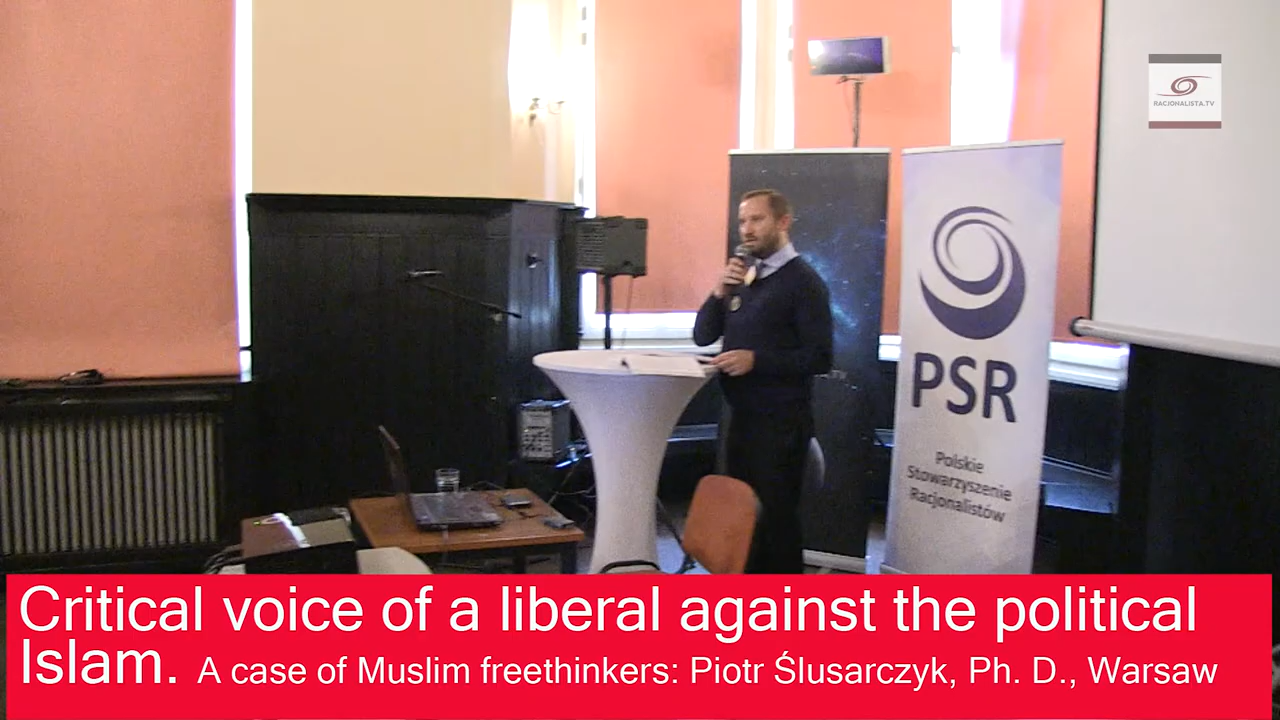 RACJONALISTA.TV
PSR
Polskie
Stowarzyszenie
Racjonalistów
Critical voice of a liberal against the political
Islam. A case of Muslim freethinkers: Piotr Ślusarczyk, Ph. D., Warsaw